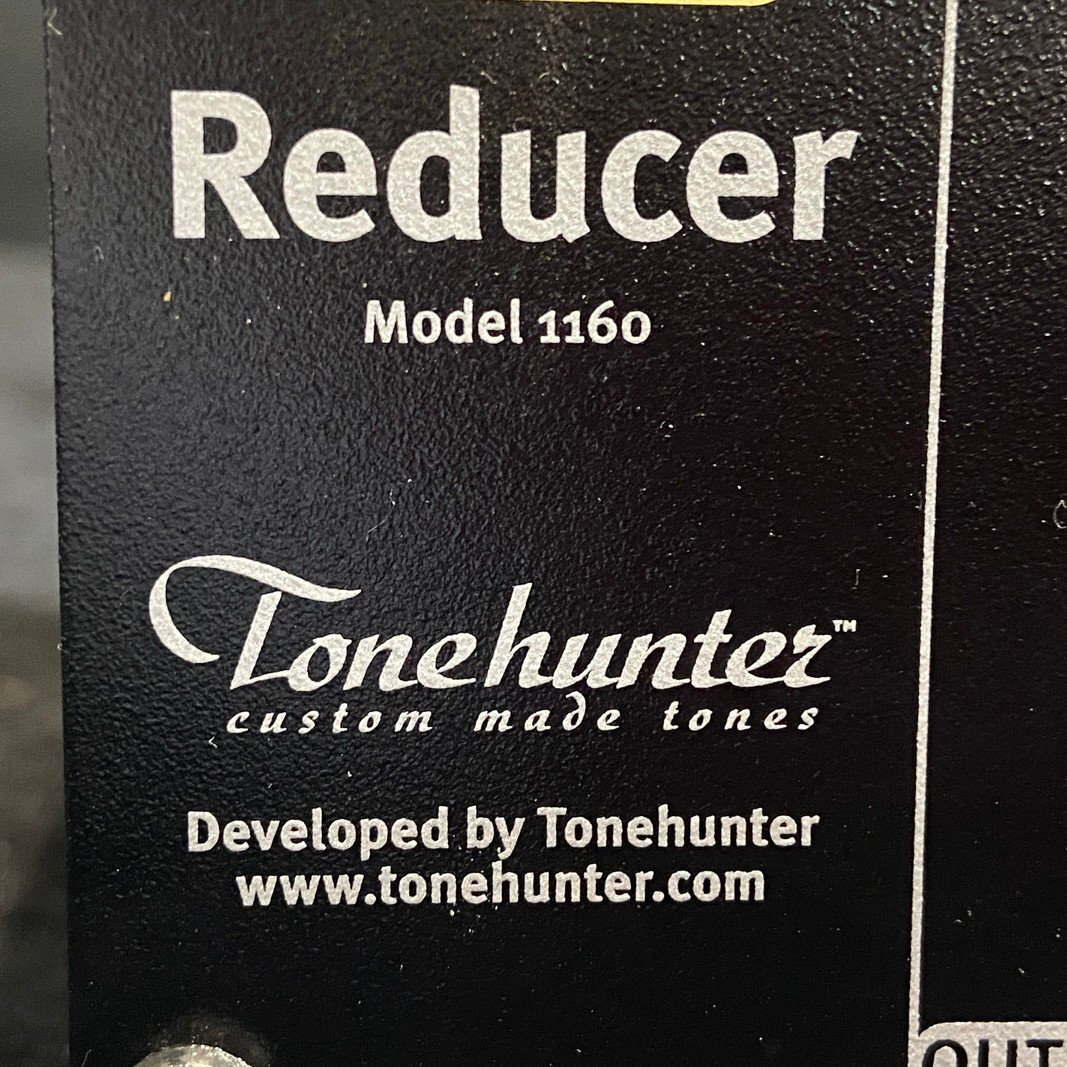 Reducer
Model 1160
Tonehunter™
custom made tones
Developed by Tonehunter
www.tonehunter.com